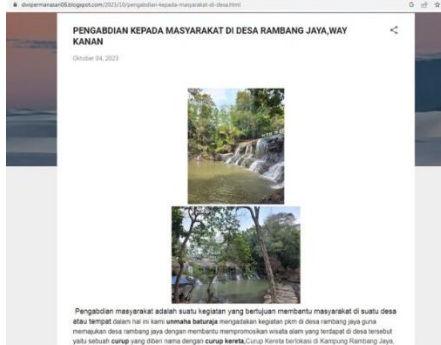 dwipermanasari08.blogspot.com/2023/10/pengabdian-kepada-masyarakat-di-desa.html
PENGABDIAN KEPADA MASYARAKAT DI DESA RAMBANG JAYA,WAY
KANAN
Oktober 04, 2023
Pengabdian masyarakat adalah suatu kegiatan yang bertujuan membantu masyarakat di suatu desa
atau tempat dalam hal ini kami unmaha baturaja mengadakan kegiatan pkm di desa rambang jaya guna
memajukan desa rambang jaya dengan membantu mempromosikan wisata alam yang terdapat di desa tersebut
yaitu sebuah curup yang diberi nama dengan curup kereta,Curup Kereta berlokasi di Kampung Rambang Jaya,